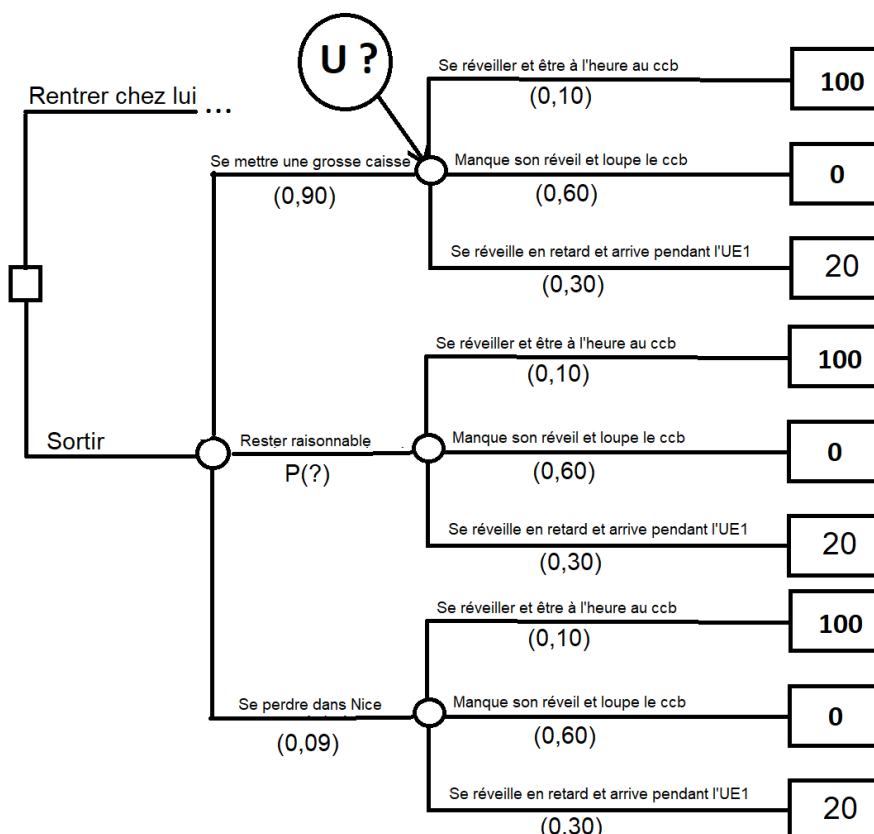 U ?
Se réveiller et être à l'heure au ccb
(0,10)
100
Rentrer chez lui ...
Se mettre une grosse caisse
(0,90)
Manque son réveil et loupe le ccb
(0,60)
0
Se réveille en retard et arrive pendant l'UE1
(0,30)
20
Se réveiller et être à l'heure au ccb
(0,10)
100
Sortir
Rester raisonnable
P(?)
Manque son réveil et loupe le ccb
(0,60)
0
Se réveille en retard et arrive pendant l'UE1
(0,30)
20
Se réveiller et être à l'heure au ccb
(0,10)
100
Se perdre dans Nice
(0,09)
Manque son réveil et loupe le ccb
(0,60)
0
Se réveille en retard et arrive pendant l'UE1
(0,30)
20